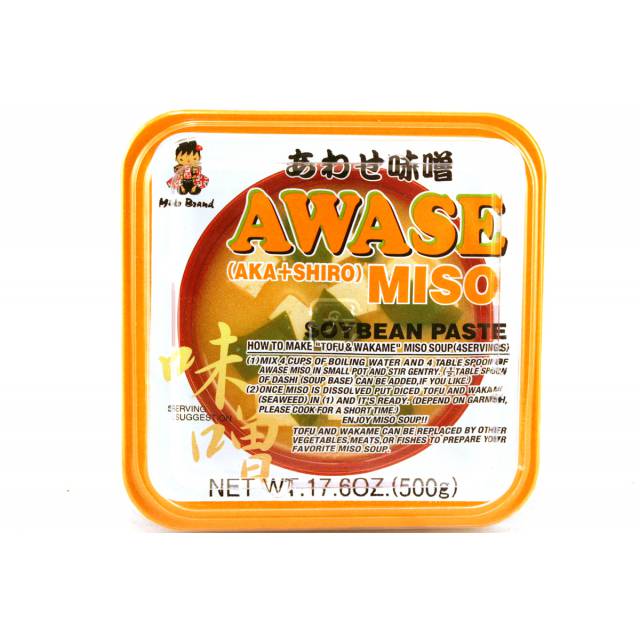 あわせ味噌
Miko Brand
AWASE
(AKA+SHIRO) MISO
SOYBEAN PASTE
HOW TO MAKE "TOFU & WAKAME" MISO SOUP.(4SERVINGS)
(1)MIX 4 CUPS OF BOILING WATER AND 4 TABLE SPOON OF
AWASE MISO IN SMALL POT AND STIR GENTRY. (½TABLE SPOON
OF DASHI (SOUP BASE) CAN BE ADDED,IF YOU LIKE.)
(2)ONCE MISO IS DISSOLVED PUT DICED TOFU AND WAKAME
(SEAWEED) IN (1) AND IT'S READY. (DEPEND ON GARNISH,
PLEASE COOK FOR A SHORT TIME.)
ENJOY MISO SOUP!!
TOFU AND WAKAME CAN BE REPLACED BY OTHER
VEGETABLES,MEATS,OR FISHES TO PREPARE YOUR
FAVORITE MISO SOUP.
味噌
SERVING
SUGGESTION
NET WT.17.6OZ.(500g)